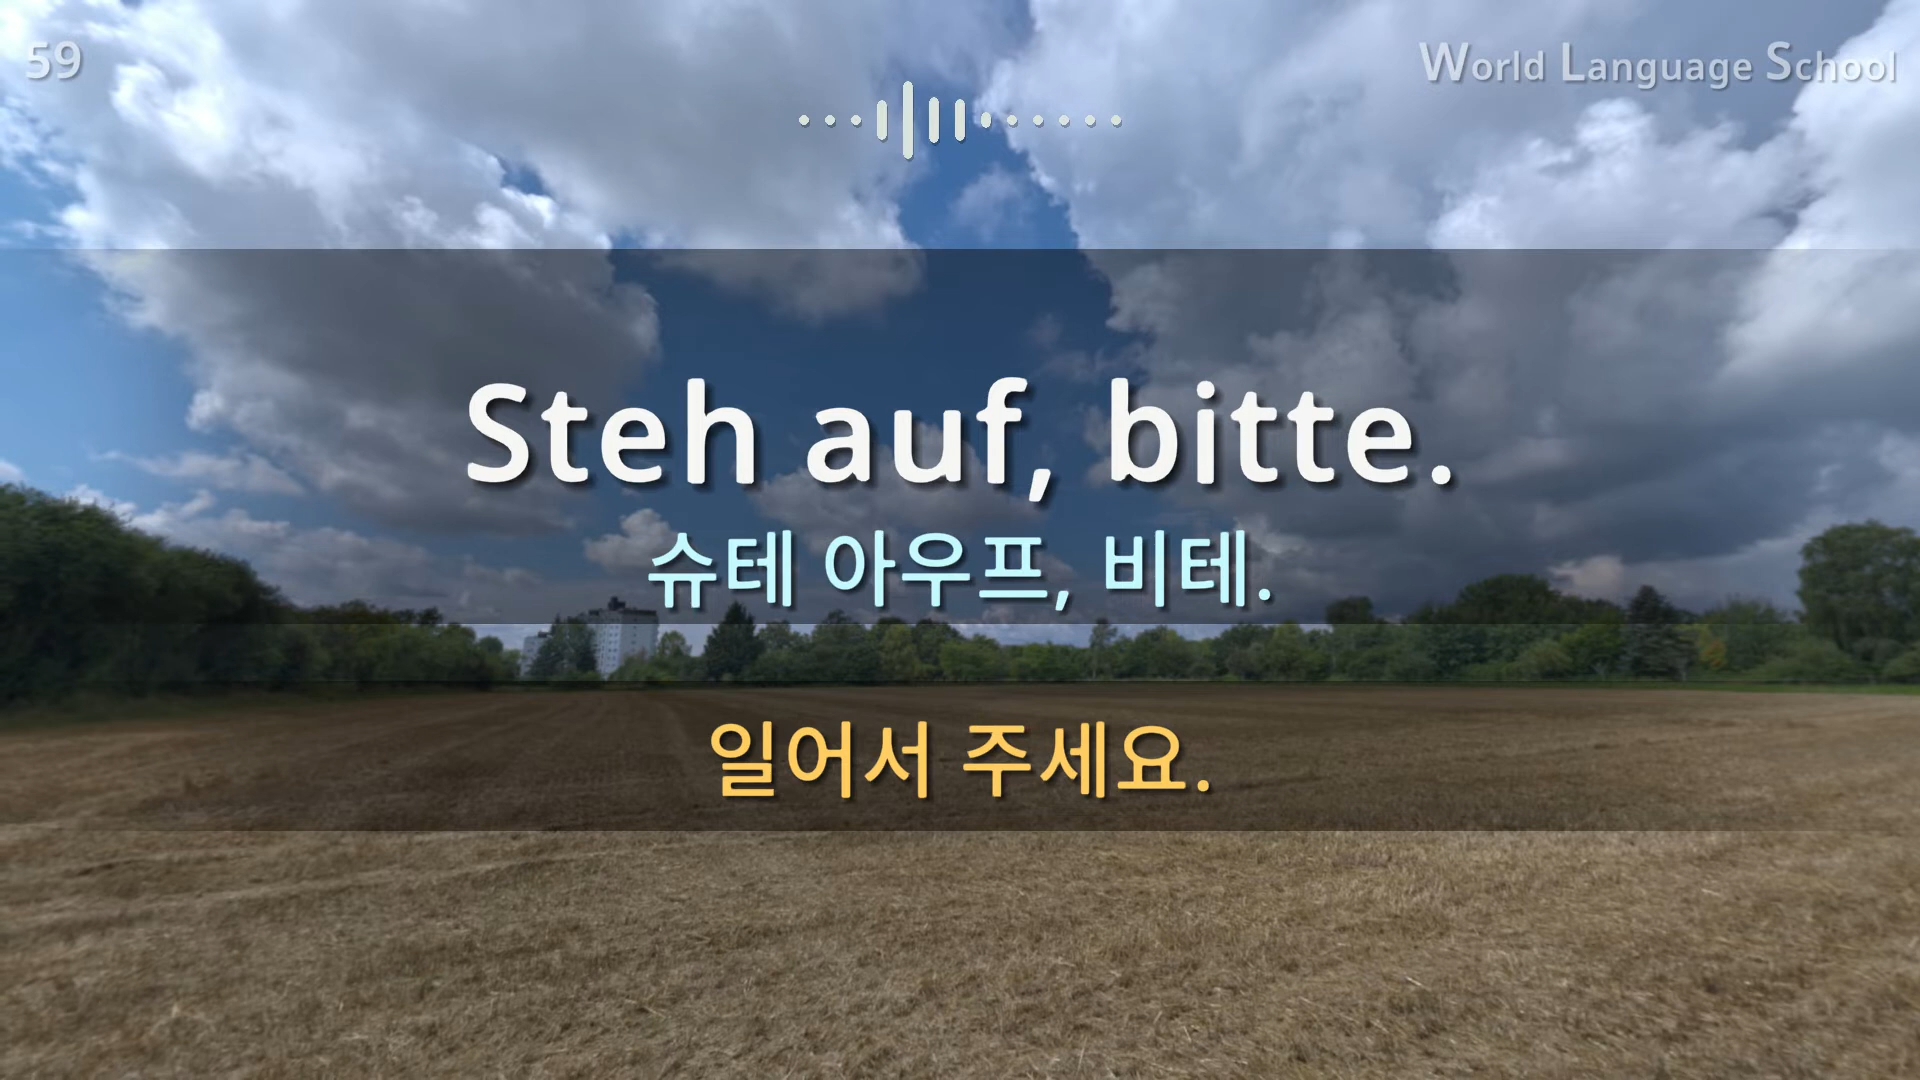 59
World Language School
Steh auf, bitte.
슈테 아우프, 비테.
일어서 주세요.